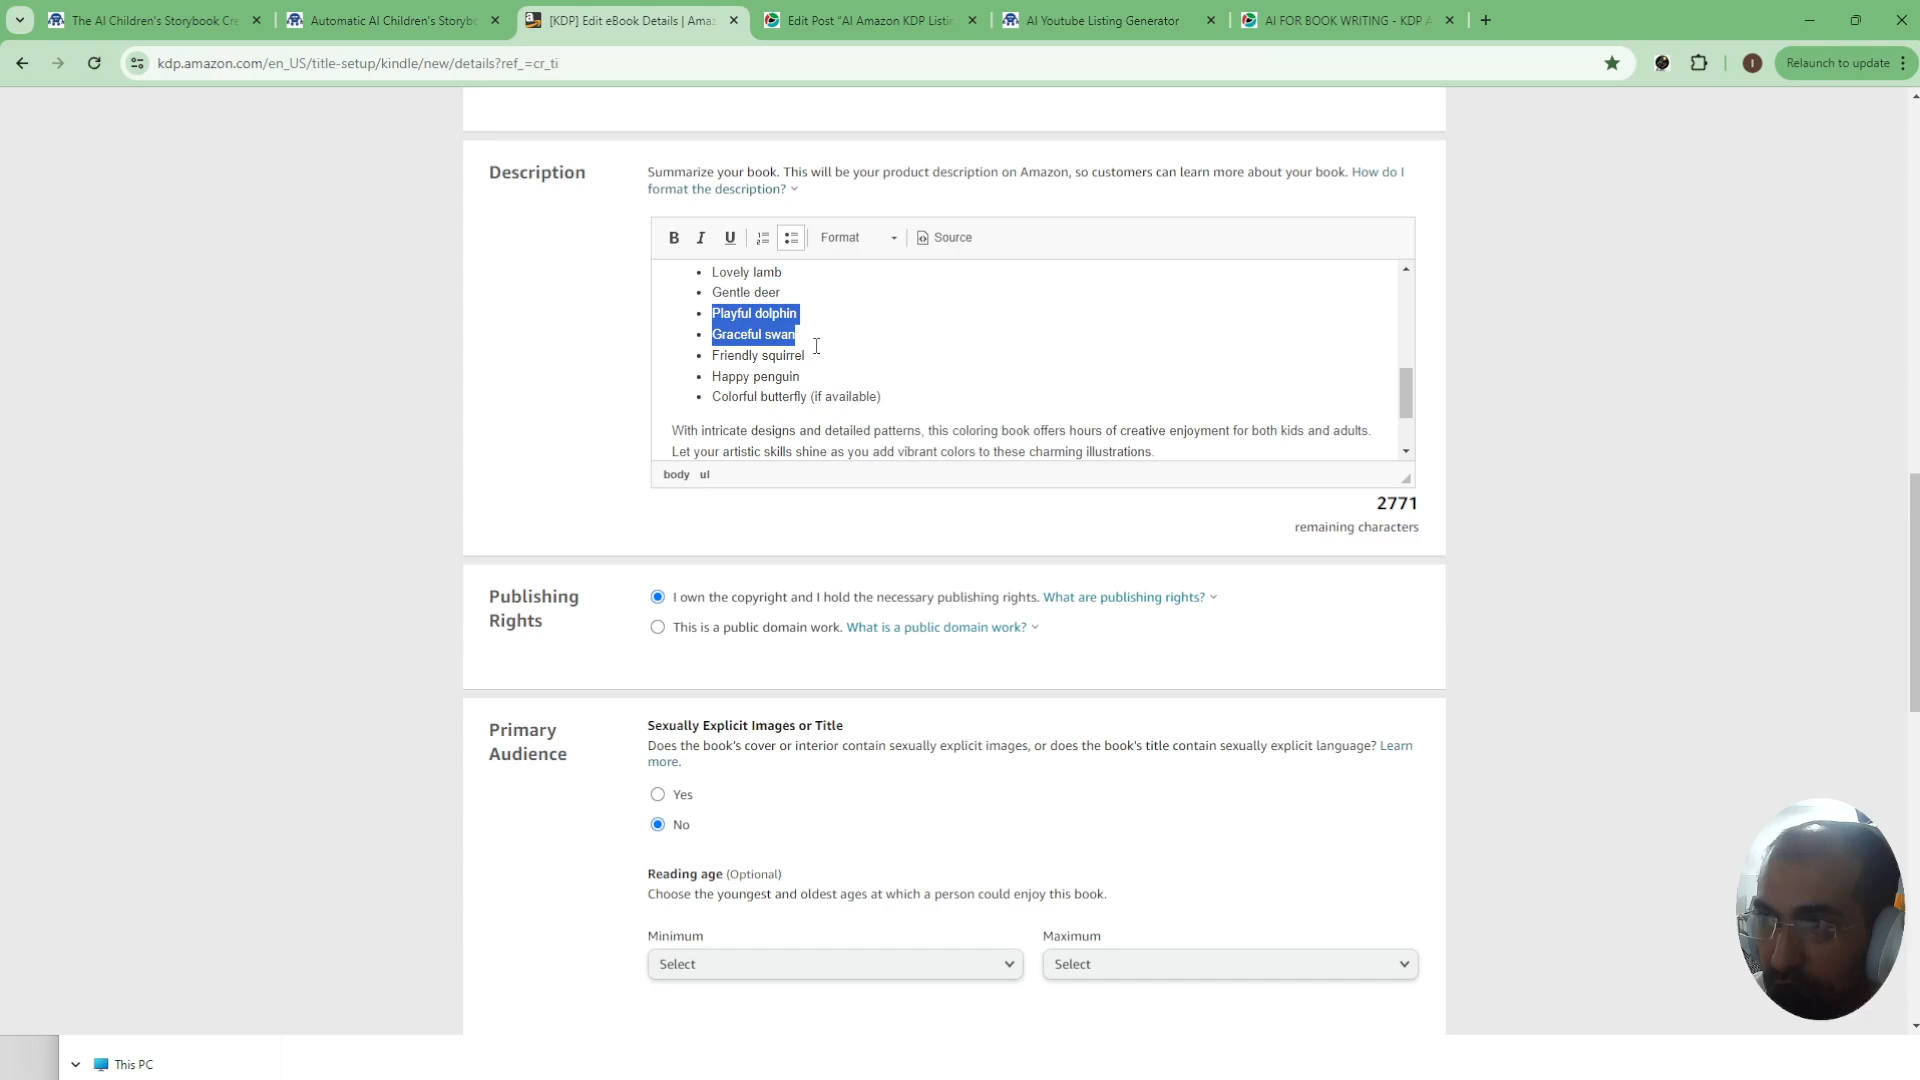 The AI Children's Storybook Cre
Automatic AI Children's Storybo
[KDP] Edit eBook Details | Ama
Edit Post "AI Amazon KDP Listin
AI Youtube Listing Generator
AI FOR BOOK WRITING - KDP A
kdp.amazon.com/en_US/title-setup/kindle/new/details?ref_=cr_ti
I
Relaunch to update
Description
Summarize your book. This will be your product description on Amazon, so customers can learn more about your book. How do I
format the description?
B I U Format Source
Lovely lamb
Gentle deer
Playful dolphin
Graceful swan
Friendly squirrel
Happy penguin
Colorful butterfly (if available)
With intricate designs and detailed patterns, this coloring book offers hours of creative enjoyment for both kids and adults.
Let your artistic skills shine as you add vibrant colors to these charming illustrations.
body ul
2771
remaining characters
Publishing
Rights
I own the copyright and I hold the necessary publishing rights. What are publishing rights?
This is a public domain work. What is a public domain work?
Primary
Audience
Sexually Explicit Images or Title
Does the book's cover or interior contain sexually explicit images, or does the book's title contain sexually explicit language? Learn
more.
Yes
No
Reading age (Optional)
Choose the youngest and oldest ages at which a person could enjoy this book.
Minimum
Maximum
Select
Select
This PC